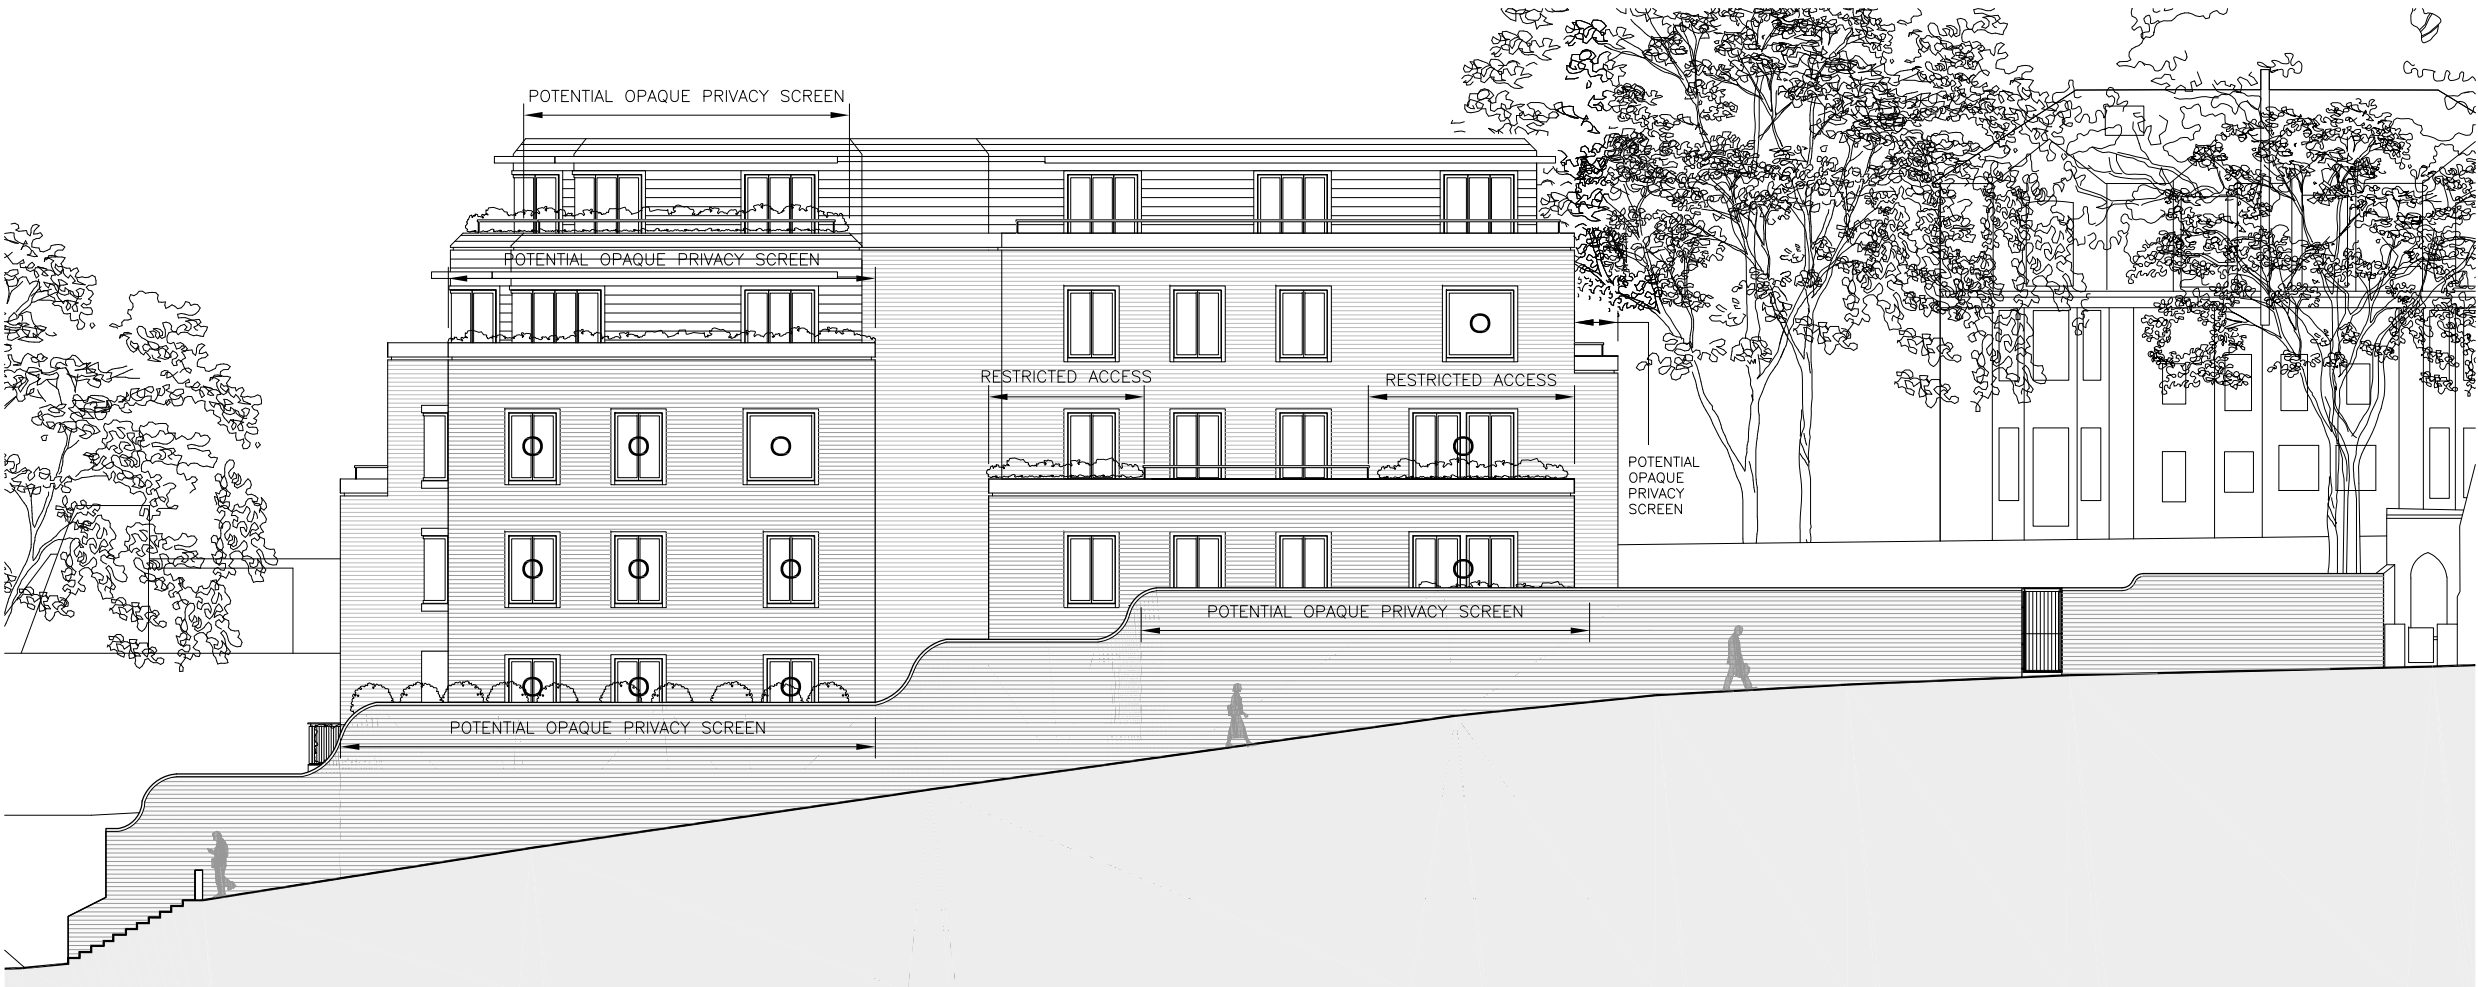 POTENTIAL OPAQUE PRIVACY SCREEN
POTENTIAL OPAQUE PRIVACY SCREEN
RESTRICTED ACCESS
RESTRICTED ACCESS
POTENTIAL
OPAQUE
PRIVACY
SCREEN
O
O
O
O
O
O
O
O
O
O
O
O
POTENTIAL OPAQUE PRIVACY SCREEN
POTENTIAL OPAQUE PRIVACY SCREEN